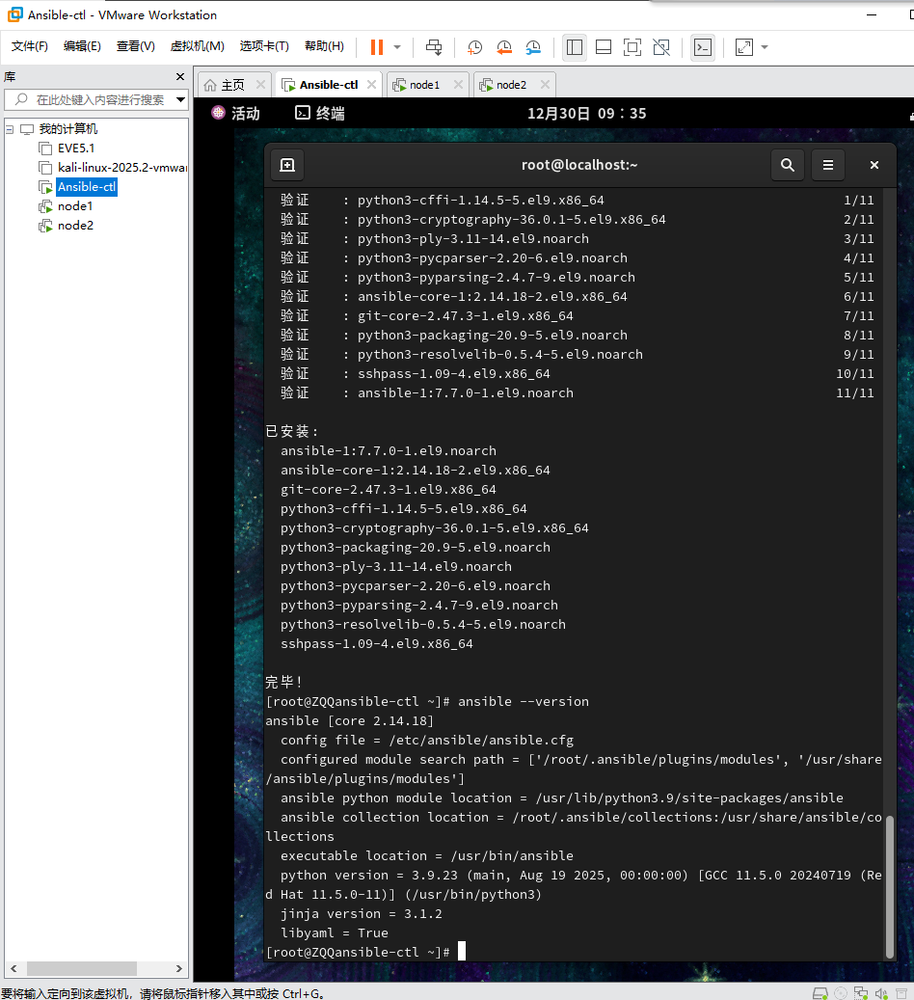 Ansible-ctl - VMware Workstation
文件(F) 编辑(E) 查看(V) 虚拟机(M) 选项卡(T) 帮助(H)
库
在此处键入内容进行搜索
我的计算机
EVE5.1
kali-linux-2025.2-vmwar
Ansible-ctl
node1
node2
主页 Ansible-ctl node1 node2
活动 终端 12月30日 09：35
root@localhost:~
验证 : python3-cffi-1.14.5-5.el9.x86_64 1/11
验证 : python3-cryptography-36.0.1-5.el9.x86_64 2/11
验证 : python3-ply-3.11-14.el9.noarch 3/11
验证 : python3-pycparser-2.20-6.el9.noarch 4/11
验证 : python3-pyparsing-2.4.7-9.el9.noarch 5/11
验证 : ansible-core-1:2.14.18-2.el9.x86_64 6/11
验证 : git-core-2.47.3-1.el9.x86_64 7/11
验证 : python3-packaging-20.9-5.el9.noarch 8/11
验证 : python3-resolvelib-0.5.4-5.el9.noarch 9/11
验证 : sshpass-1.09-4.el9.x86_64 10/11
验证 : ansible-1:7.7.0-1.el9.noarch 11/11
已安装:
ansible-1:7.7.0-1.el9.noarch
ansible-core-1:2.14.18-2.el9.x86_64
git-core-2.47.3-1.el9.x86_64
python3-cffi-1.14.5-5.el9.x86_64
python3-cryptography-36.0.1-5.el9.x86_64
python3-packaging-20.9-5.el9.noarch
python3-ply-3.11-14.el9.noarch
python3-pycparser-2.20-6.el9.noarch
python3-pyparsing-2.4.7-9.el9.noarch
python3-resolvelib-0.5.4-5.el9.noarch
sshpass-1.09-4.el9.x86_64
完毕！
[root@ZQQansible-ctl ~]# ansible --version
ansible [core 2.14.18]
config file = /etc/ansible/ansible.cfg
configured module search path = ['/root/.ansible/plugins/modules', '/usr/share
/ansible/plugins/modules']
ansible python module location = /usr/lib/python3.9/site-packages/ansible
ansible collection location = /root/.ansible/collections:/usr/share/ansible/co
llections
executable location = /usr/bin/ansible
python version = 3.9.23 (main, Aug 19 2025, 00:00:00) [GCC 11.5.0 20240719 (Re
d Hat 11.5.0-11)] (/usr/bin/python3)
jinja version = 3.1.2
libyaml = True
[root@ZQQansible-ctl ~]#
要将输入定向到该虚拟机，请将鼠标指针移入其中或按 Ctrl+G。